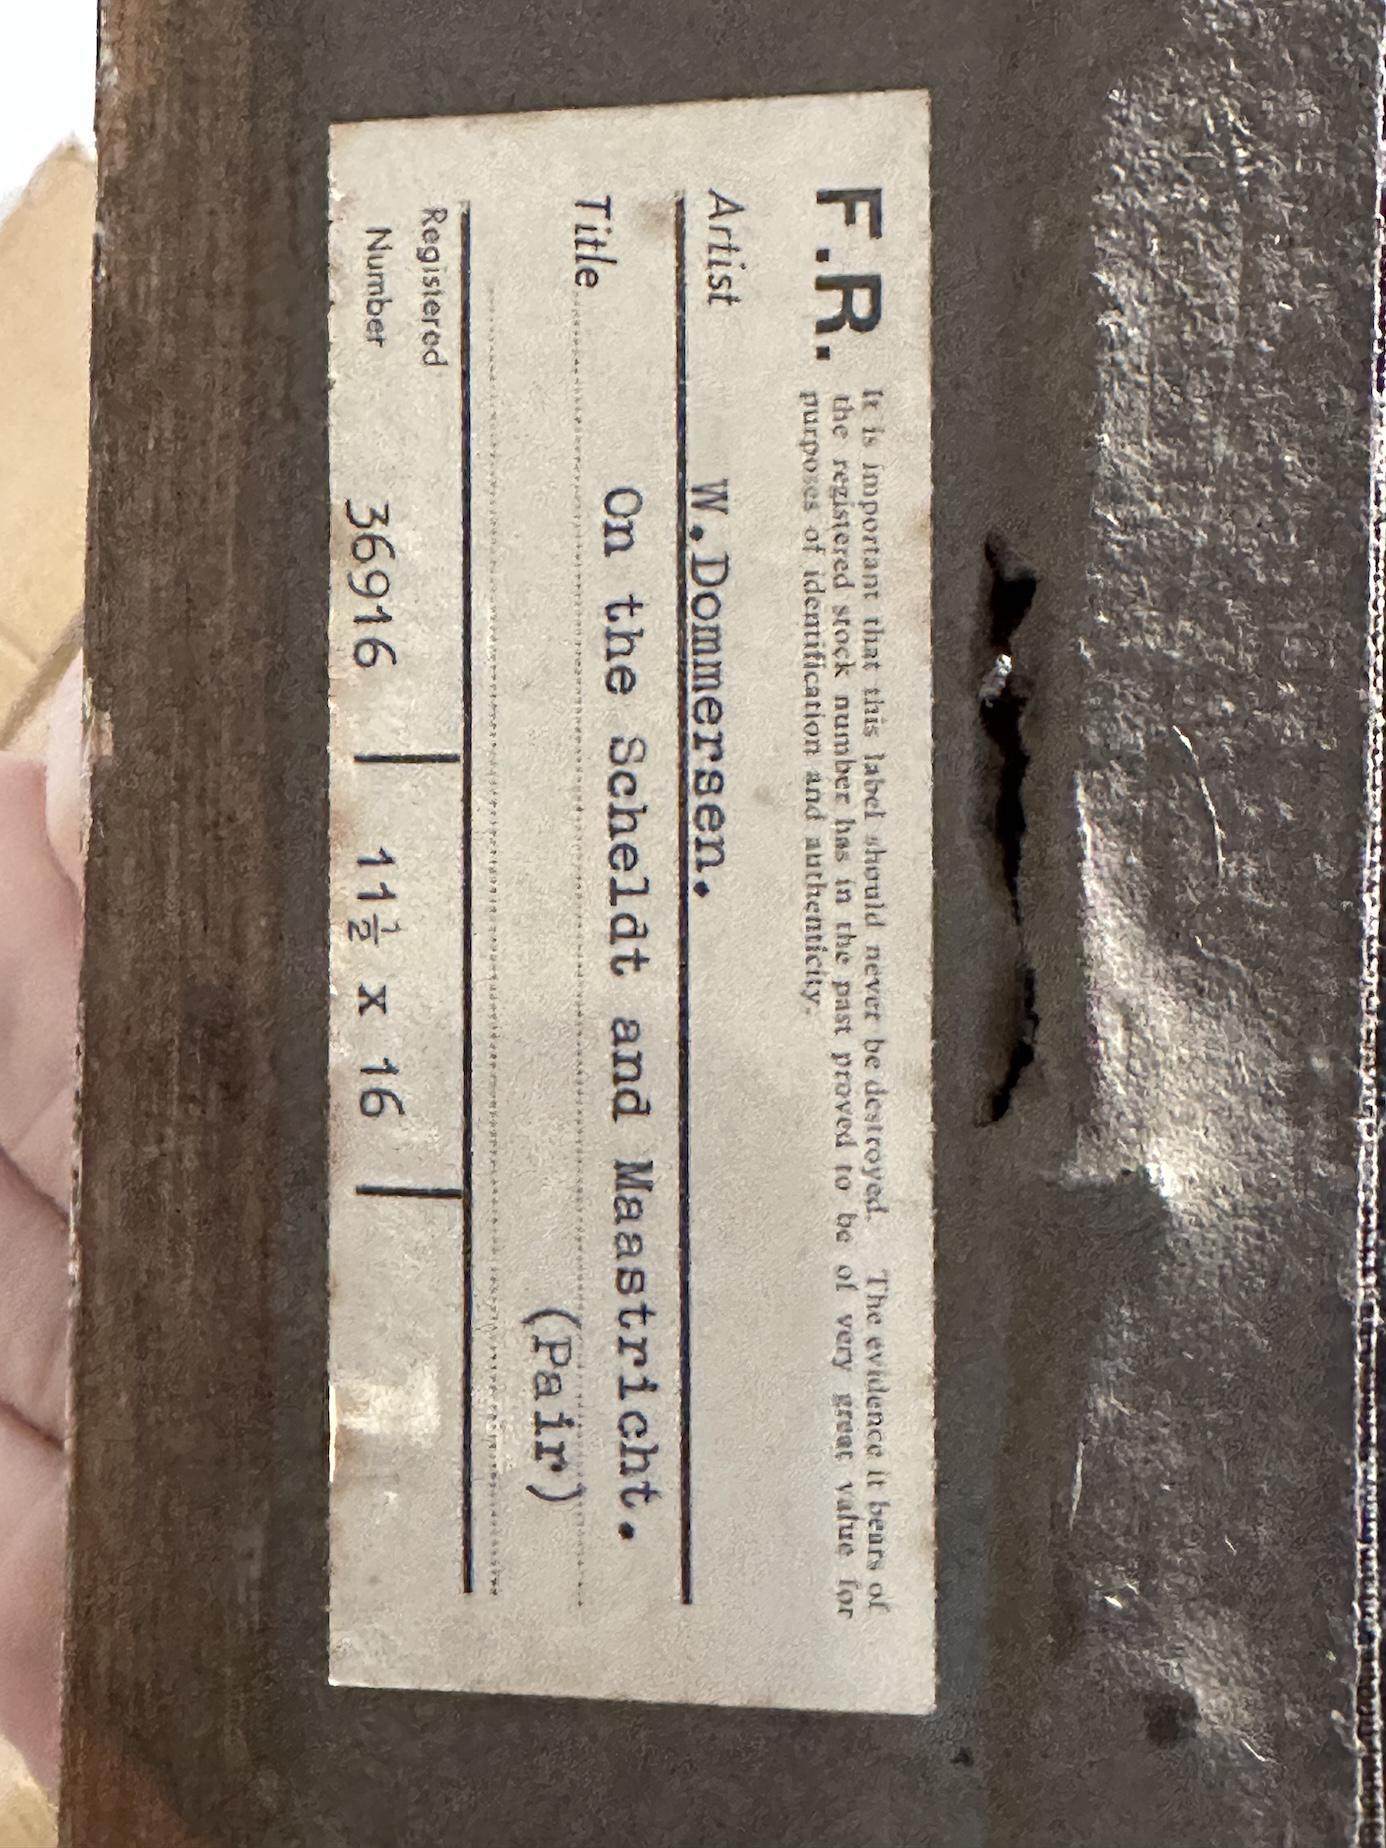 F.R. It is important that this label should never be destroyed. The evidence it bears of
the registered stock number has in the past proved to be of very great value for
purposes of identification and authenticity.
Artist W.Dommersen.
Title On the Scheldt and Maastricht.
(Pair)
Registered
Number 36916 11½ x 16